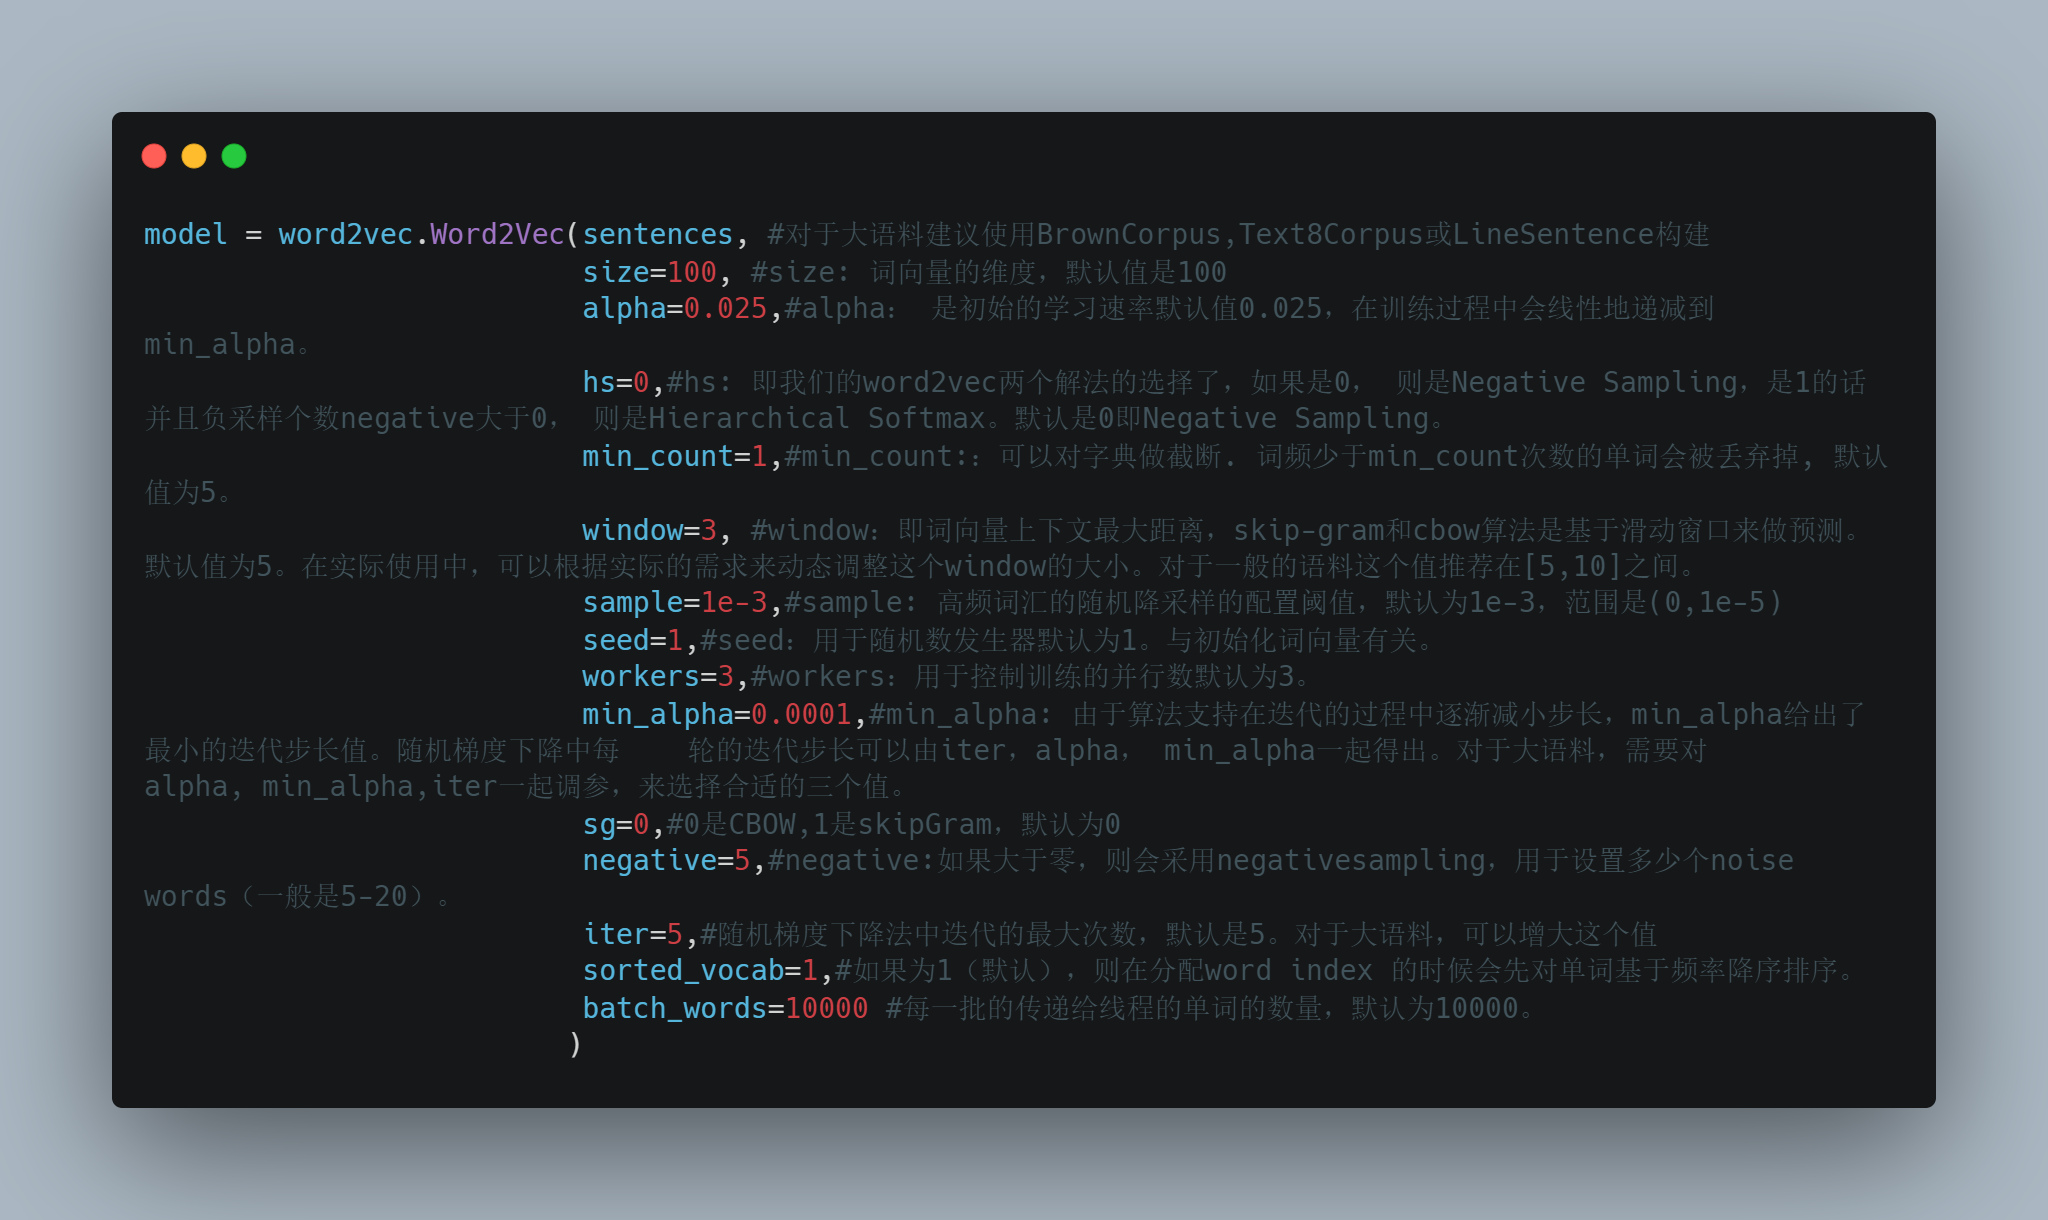 model = word2vec.Word2Vec(sentences, #对于大语料建议使用BrownCorpus,Text8Corpus或LineSentence构建
size=100, #size: 词向量的维度，默认值是100
alpha=0.025,#alpha： 是初始的学习速率默认值0.025，在训练过程中会线性地递减到
min_alpha。
hs=0,#hs: 即我们的word2vec两个解法的选择了，如果是0， 则是Negative Sampling，是1的话
并且负采样个数negative大于0， 则是Hierarchical Softmax。默认是0即Negative Sampling。
min_count=1,#min_count:：可以对字典做截断. 词频少于min_count次数的单词会被丢弃掉, 默认
值为5。
window=3, #window：即词向量上下文最大距离，skip-gram和cbow算法是基于滑动窗口来做预测。
默认值为5。在实际使用中，可以根据实际的需求来动态调整这个window的大小。对于一般的语料这个值推荐在[5,10]之间。
sample=1e-3,#sample: 高频词汇的随机降采样的配置阈值，默认为1e-3，范围是(0,1e-5)
seed=1,#seed：用于随机数发生器默认为1。与初始化词向量有关。
workers=3,#workers：用于控制训练的并行数默认为3。
min_alpha=0.0001,#min_alpha: 由于算法支持在迭代的过程中逐渐减小步长，min_alpha给出了
最小的迭代步长值。随机梯度下降中每    轮的迭代步长可以由iter，alpha， min_alpha一起得出。对于大语料，需要对
alpha, min_alpha,iter一起调参，来选择合适的三个值。
sg=0,#0是CBOW,1是skipGram，默认为0
negative=5,#negative:如果大于零，则会采用negativesampling，用于设置多少个noise
words（一般是5-20）。
iter=5,#随机梯度下降法中迭代的最大次数，默认是5。对于大语料，可以增大这个值
sorted_vocab=1,#如果为1（默认），则在分配word index 的时候会先对单词基于频率降序排序。
batch_words=10000 #每一批的传递给线程的单词的数量，默认为10000。
)